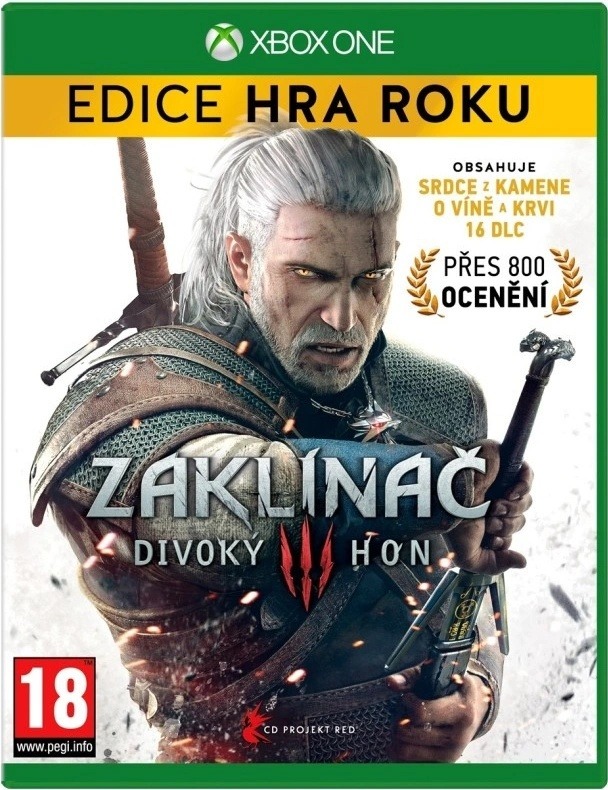 XBOX ONE
EDICE HRA ROKU
OBSAHUJE
SRDCE Z KAMENE
O VÍNĚ A KRVI
16 DLC
PŘES 800
OCENĚNÍ
ZAKLÍNAČ
DIVOKÝ III HON
18
www.pegi.info
CD PROJEKT RED